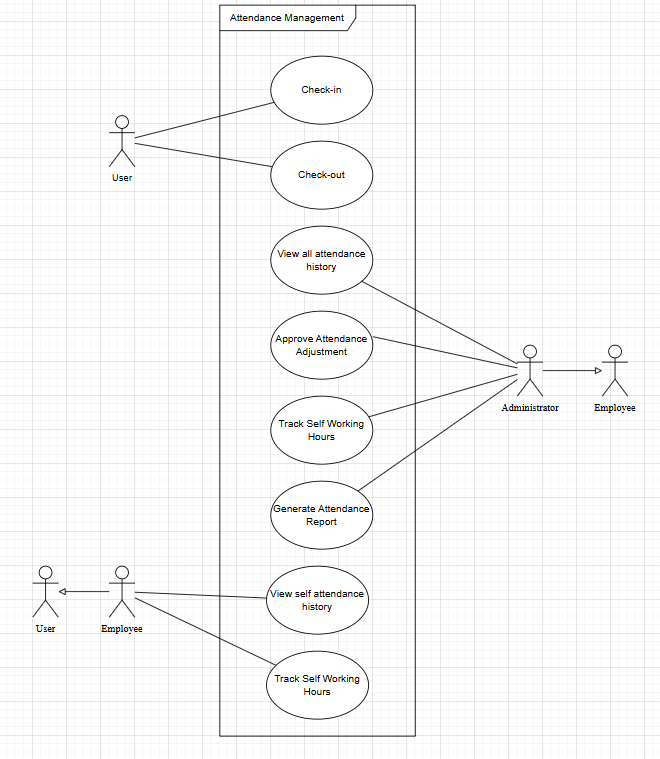 Attendance Management
Check-in
User
Check-out
View all attendance
history
Approve Attendance
Adjustment
Administrator
Employee
Track Self Working
Hours
Generate Attendance
Report
User
Employee
View self attendance
history
Track Self Working
Hours